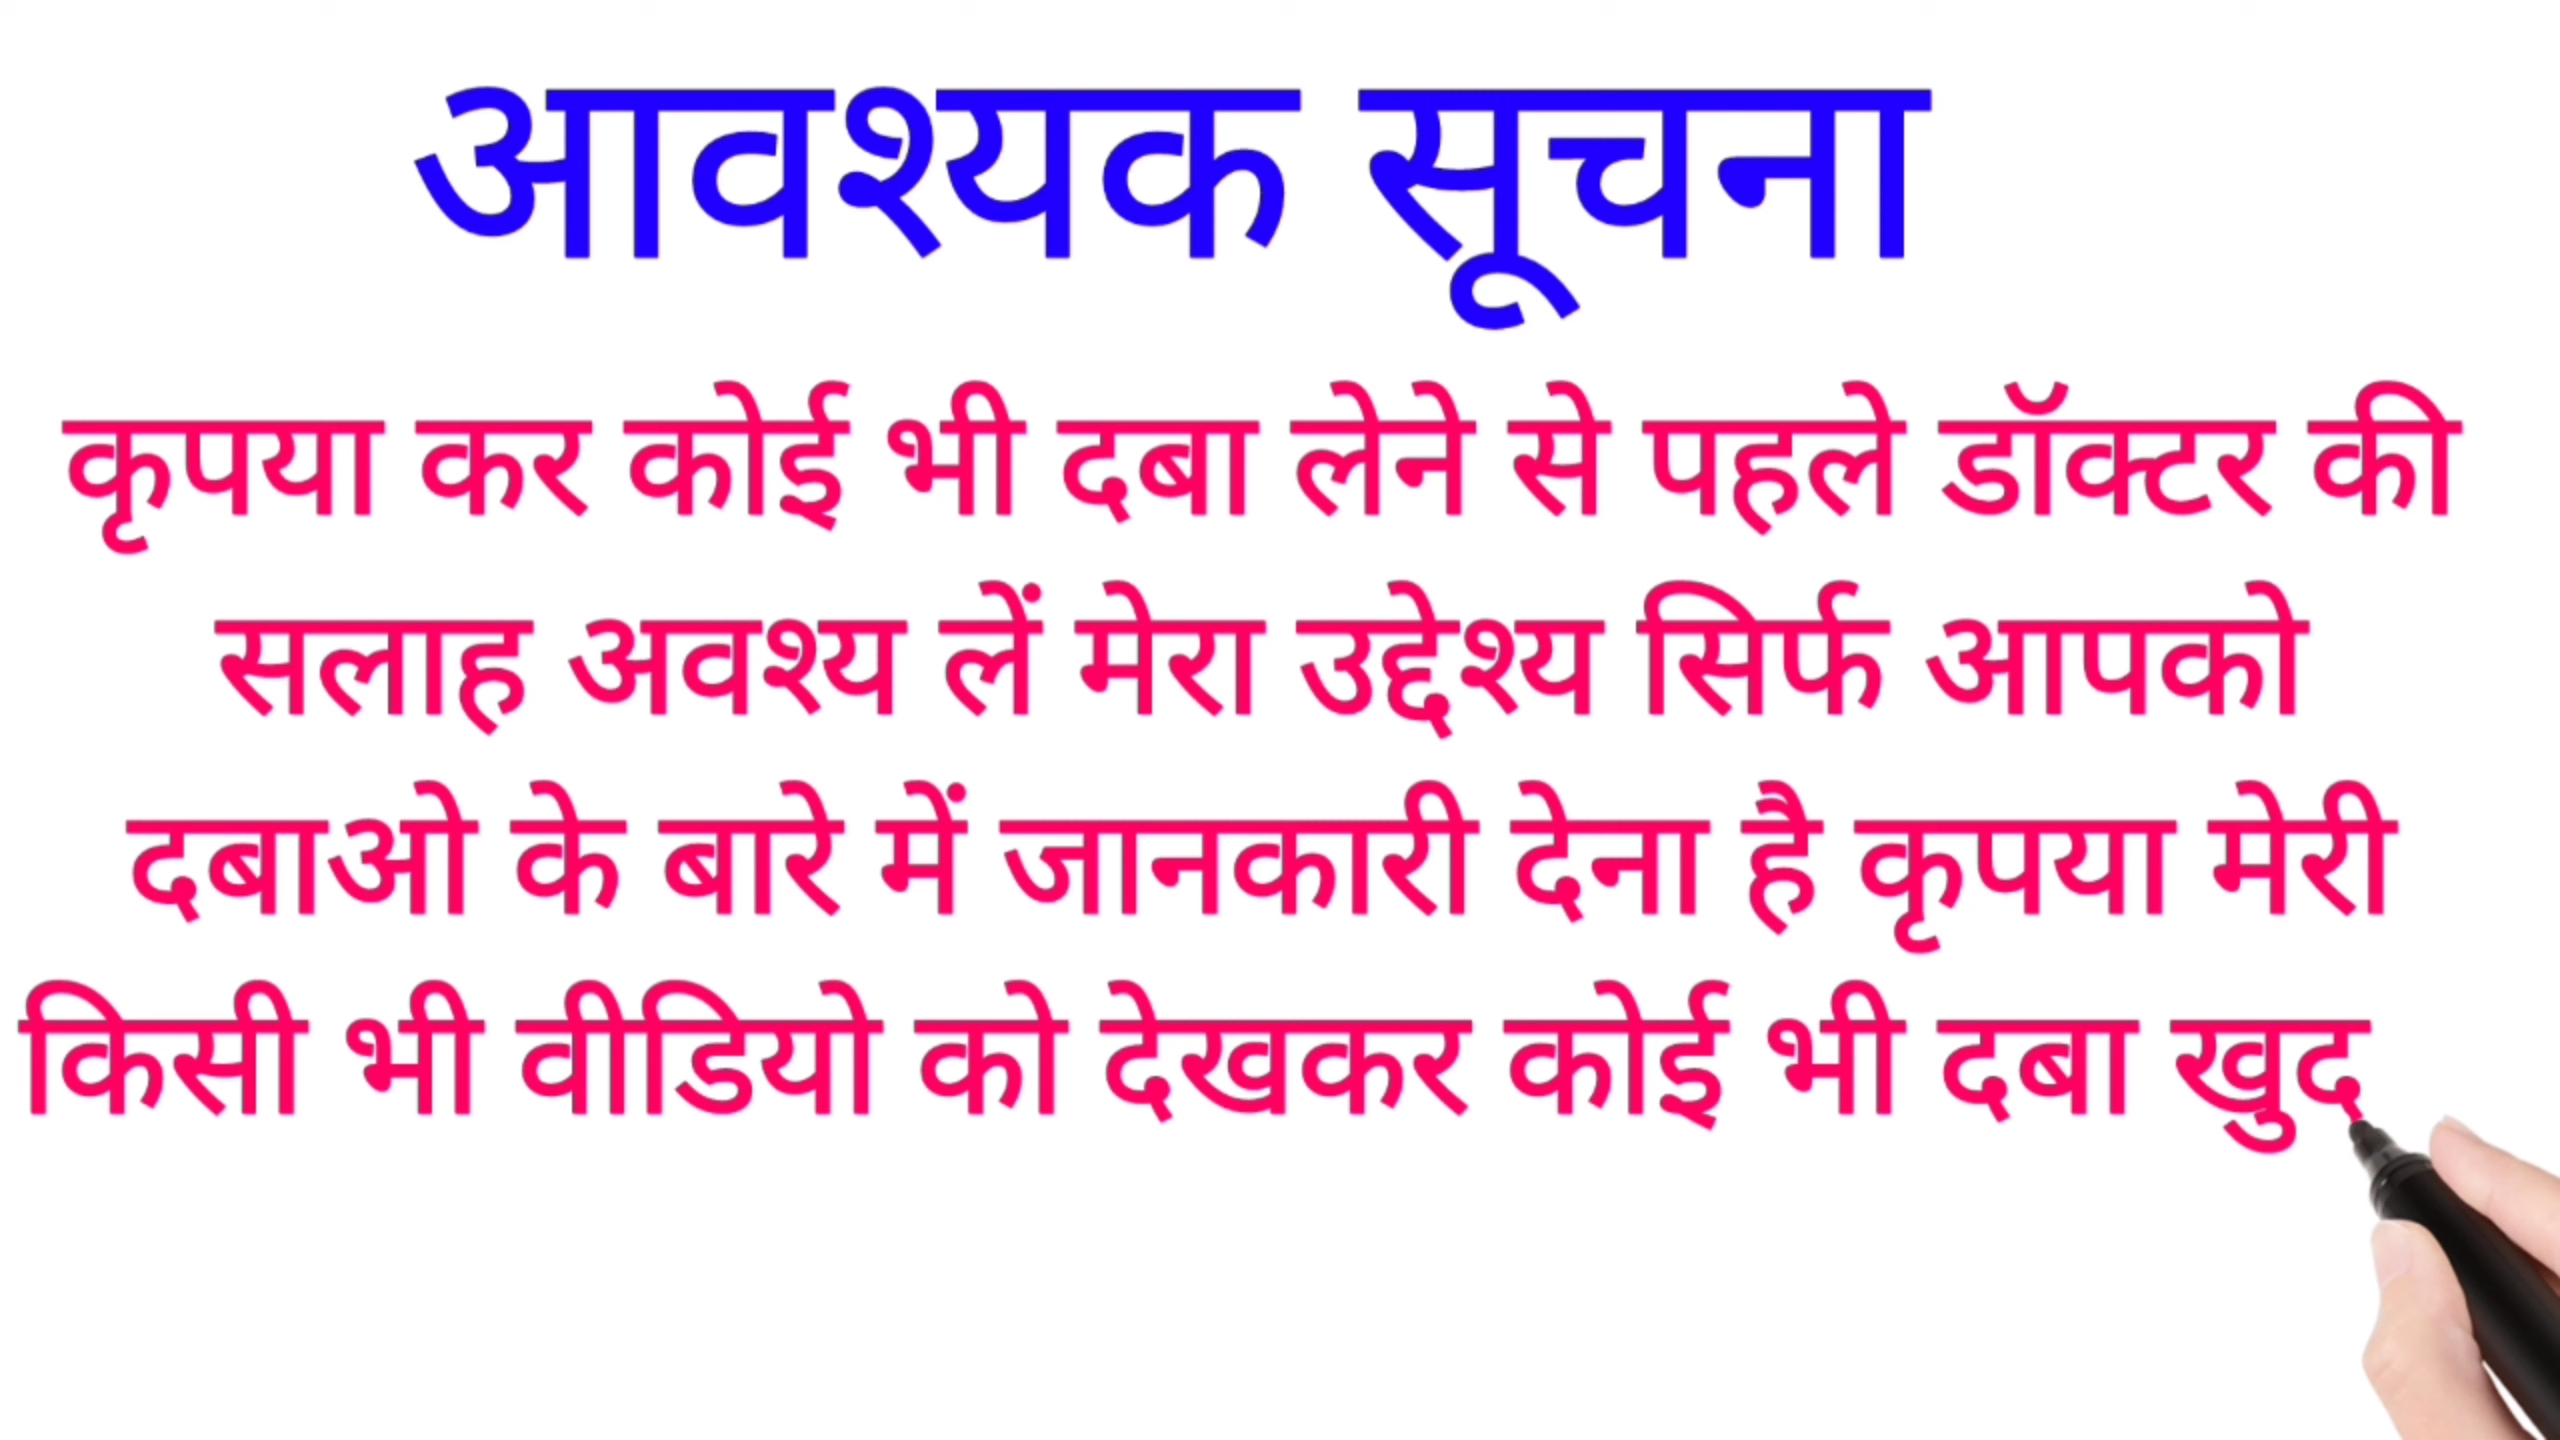 आवश्यक सूचना
कृपया कर कोई भी दबा लेने से पहले डॉक्टर की
सलाह अवश्य लें मेरा उद्देश्य सिर्फ आपको
दबाओ के बारे में जानकारी देना है कृपया मेरी
किसी भी वीडियो को देखकर कोई भी दबा खुद